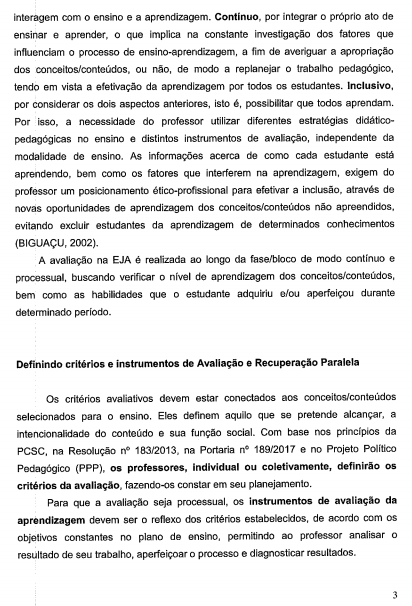 interagem com o ensino e a aprendizagem. Contínuo, por integrar o próprio ato de
ensinar e aprender, o que implica na constante investigação dos fatores que
influenciam o processo de ensino-aprendizagem, a fim de averiguar a apropriação
dos conceitos/conteúdos, ou não, de modo a replanejar o trabalho pedagógico,
tendo em vista a efetivação da aprendizagem por todos os estudantes. Inclusivo,
por considerar os dois aspectos anteriores, isto é, possibilitar que todos aprendam.
Por isso, a necessidade do professor utilizar diferentes estratégias didático-
pedagógicas no ensino e distintos instrumentos de avaliação, independente da
modalidade de ensino. As informações acerca de como cada estudante está
aprendendo, bem como os fatores que interferem na aprendizagem, exigem do
professor um posicionamento ético-profissional para efetivar a inclusão, através de
novas oportunidades de aprendizagem dos conceitos/conteúdos não apreendidos,
evitando excluir estudantes da aprendizagem de determinados conhecimentos
(BIGUAÇU, 2002).
A avaliação na EJA é realizada ao longo da fase/bloco de modo contínuo e
processual, buscando verificar o nível de aprendizagem dos conceitos/conteúdos,
bem como as habilidades que o estudante adquiriu e/ou aperfeiçou durante
determinado período.
Definindo critérios e instrumentos de Avaliação e Recuperação Paralela
Os critérios avaliativos devem estar conectados aos conceitos/conteúdos
selecionados para o ensino. Eles definem aquilo que se pretende alcançar, a
intencionalidade do conteúdo e sua função social. Com base nos princípios da
PCSC, na Resolução nº 183/2013, na Portaria nº 189/2017 e no Projeto Político
Pedagógico (PPP), os professores, individual ou coletivamente, definirão os
critérios da avaliação, fazendo-os constar em seu planejamento.
Para que a avaliação seja processual, os instrumentos de avaliação da
aprendizagem devem ser o reflexo dos critérios estabelecidos, de acordo com os
objetivos constantes no plano de ensino, permitindo ao professor analisar o
resultado de seu trabalho, aperfeiçoar o processo e diagnosticar resultados.
3